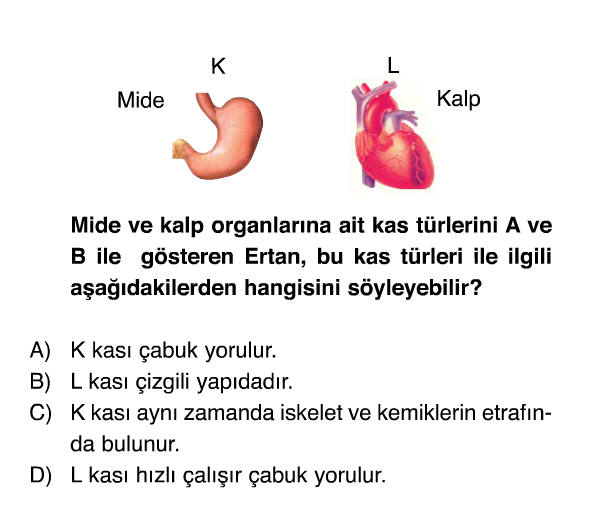 K
L
Mide
Kalp
Mide ve kalp organlarına ait kas türlerini A ve
B ile gösteren Ertan, bu kas türleri ile ilgili
aşağıdakilerden hangisini söyleyebilir?
A) K kası çabuk yorulur.
B) L kası çizgili yapıdadır.
C) K kası aynı zamanda iskelet ve kemiklerin etrafın-
da bulunur.
D) L kası hızlı çalışır çabuk yorulur.